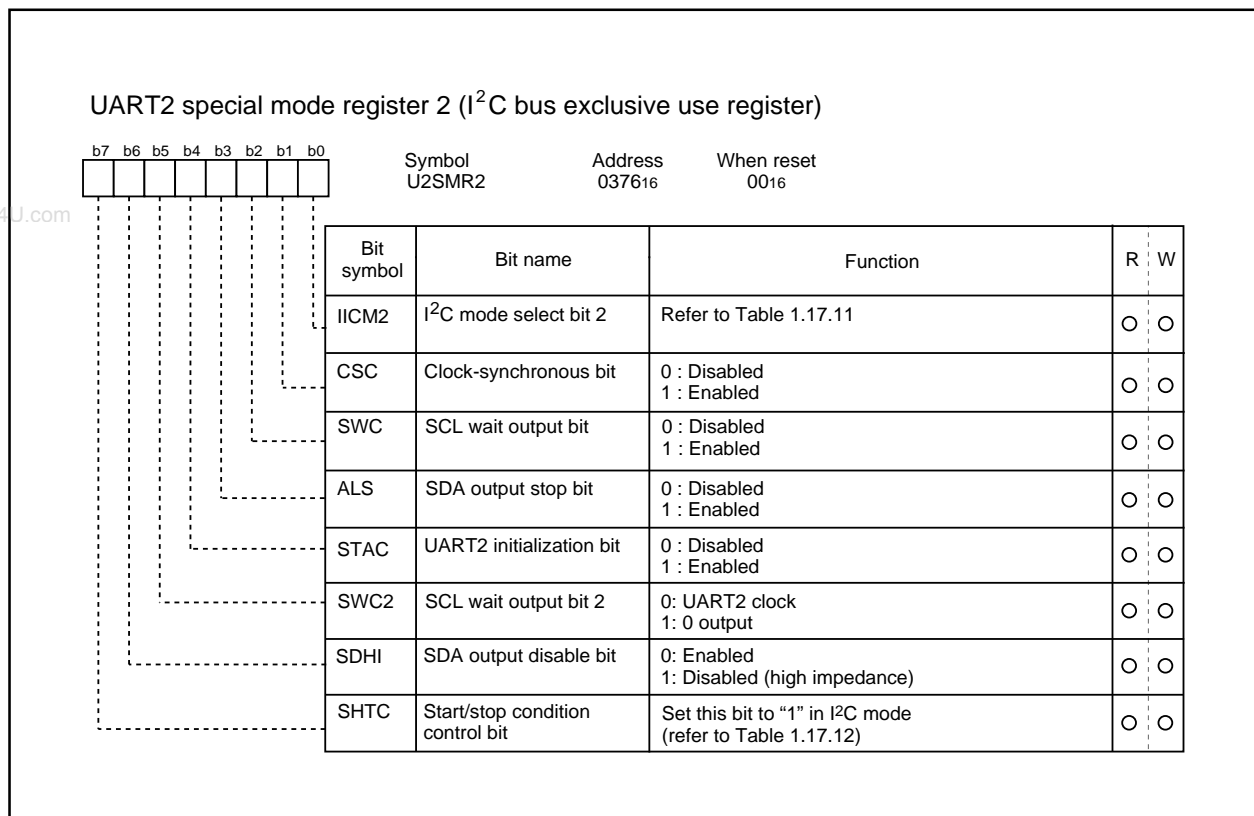 UART2 special mode register 2 (I2C bus exclusive use register)
b7 b6 b5 b4 b3 b2 b1 b0
Symbol Address When reset
U2SMR2 037616 0016
4U.com
Bit symbol Bit name Function R W
IICM2 I2C mode select bit 2 Refer to Table 1.17.11
CSC Clock-synchronous bit 0 : Disabled
1 : Enabled
SWC SCL wait output bit 0 : Disabled
1 : Enabled
ALS SDA output stop bit 0 : Disabled
1 : Enabled
STAC UART2 initialization bit 0 : Disabled
1 : Enabled
SWC2 SCL wait output bit 2 0: UART2 clock
1: 0 output
SDHI SDA output disable bit 0: Enabled
1: Disabled (high impedance)
SHTC Start/stop condition control bit Set this bit to “1” in I2C mode
(refer to Table 1.17.12)